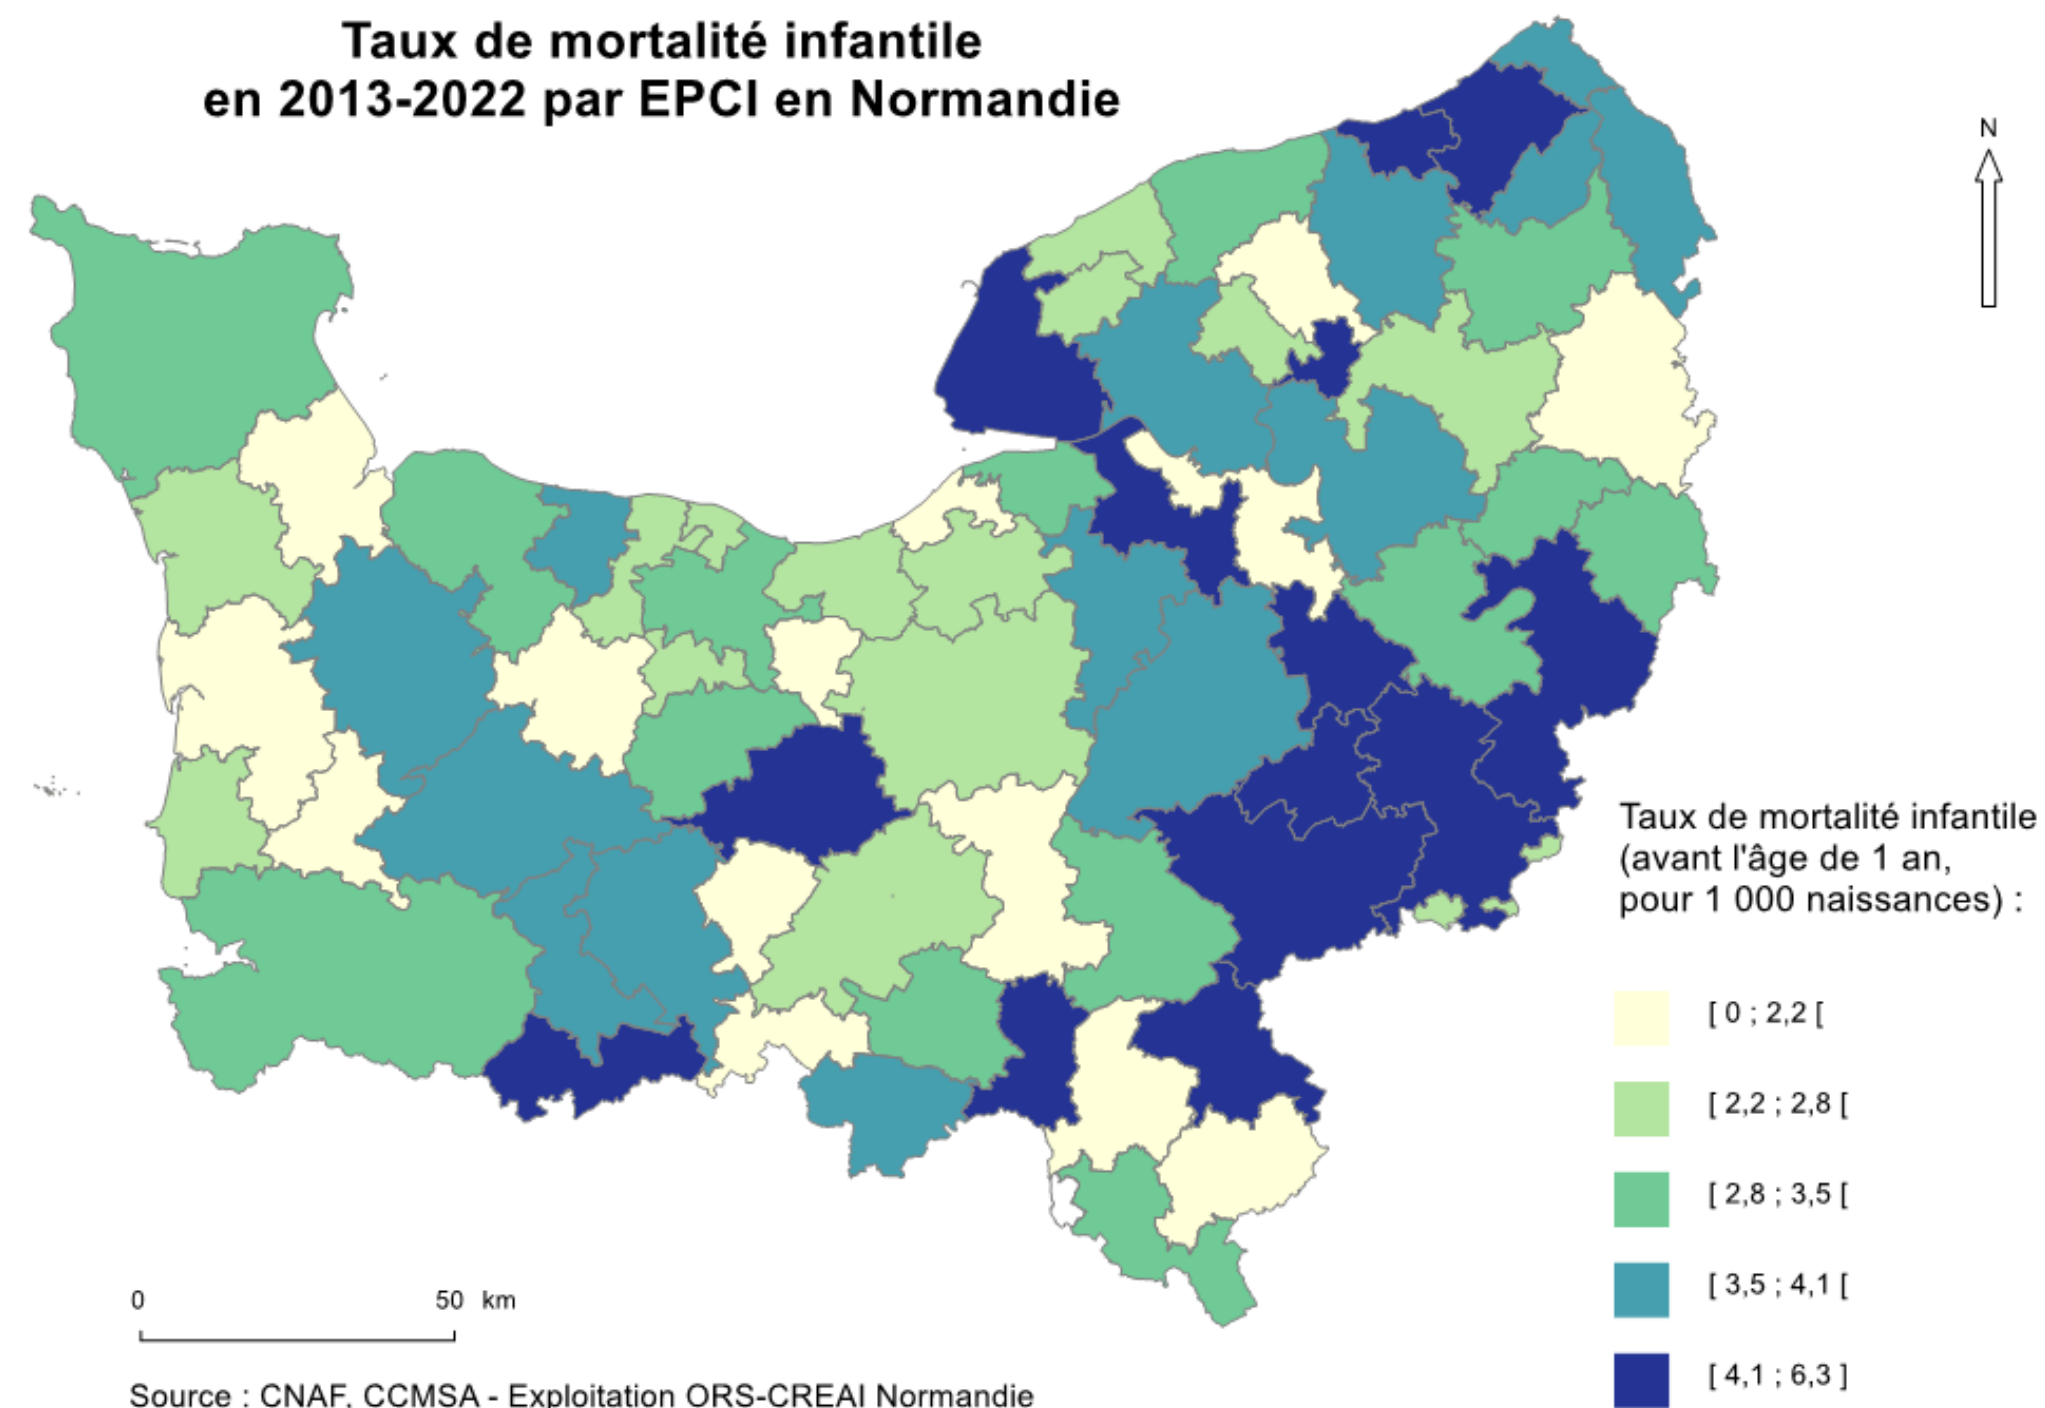 Taux de mortalité infantile
en 2013-2022 par EPCI en Normandie
N
Taux de mortalité infantile
(avant l'âge de 1 an,
pour 1 000 naissances) :
[ 0 ; 2,2 [
[ 2,2 ; 2,8 [
[ 2,8 ; 3,5 [
[ 3,5 ; 4,1 [
[ 4,1 ; 6,3 ]
0 50 km
Source : CNAF, CCMSA - Exploitation ORS-CREAI Normandie